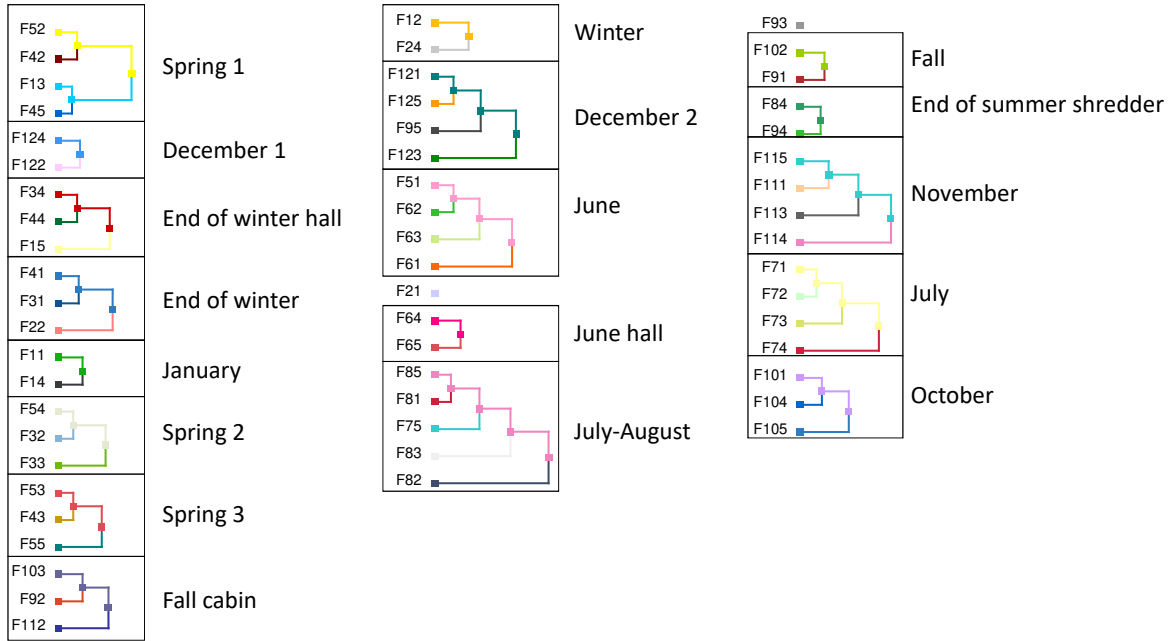 F52
F42
F13
F45
Spring 1
F124
F122
December 1
F34
F44
F15
End of winter hall
F41
F31
F22
End of winter
F11
F14
January
F54
F32
F33
Spring 2
F53
F43
F55
Spring 3
F103
F92
F112
Fall cabin
F12
F24
Winter
F121
F125
F95
F123
December 2
F51
F62
F63
F61
June
F21
F64
F65
June hall
F85
F81
F75
F83
F82
July-August
F93
F102
F91
Fall
F84
F94
End of summer shredder
F115
F111
F113
F114
November
F71
F72
F73
F74
July
F101
F104
F105
October